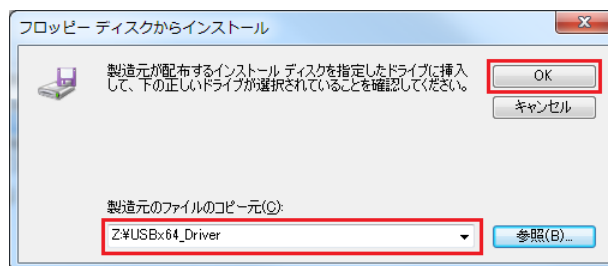 フロッピー ディスクからインストール
製造元が配布するインストール ディスクを指定したドライブに挿入
して、下の正しいドライブが選択されていることを確認してください。
OK
キャンセル
製造元のファイルのコピー元(C):
Z:¥USBx64_Driver
参照(B)...